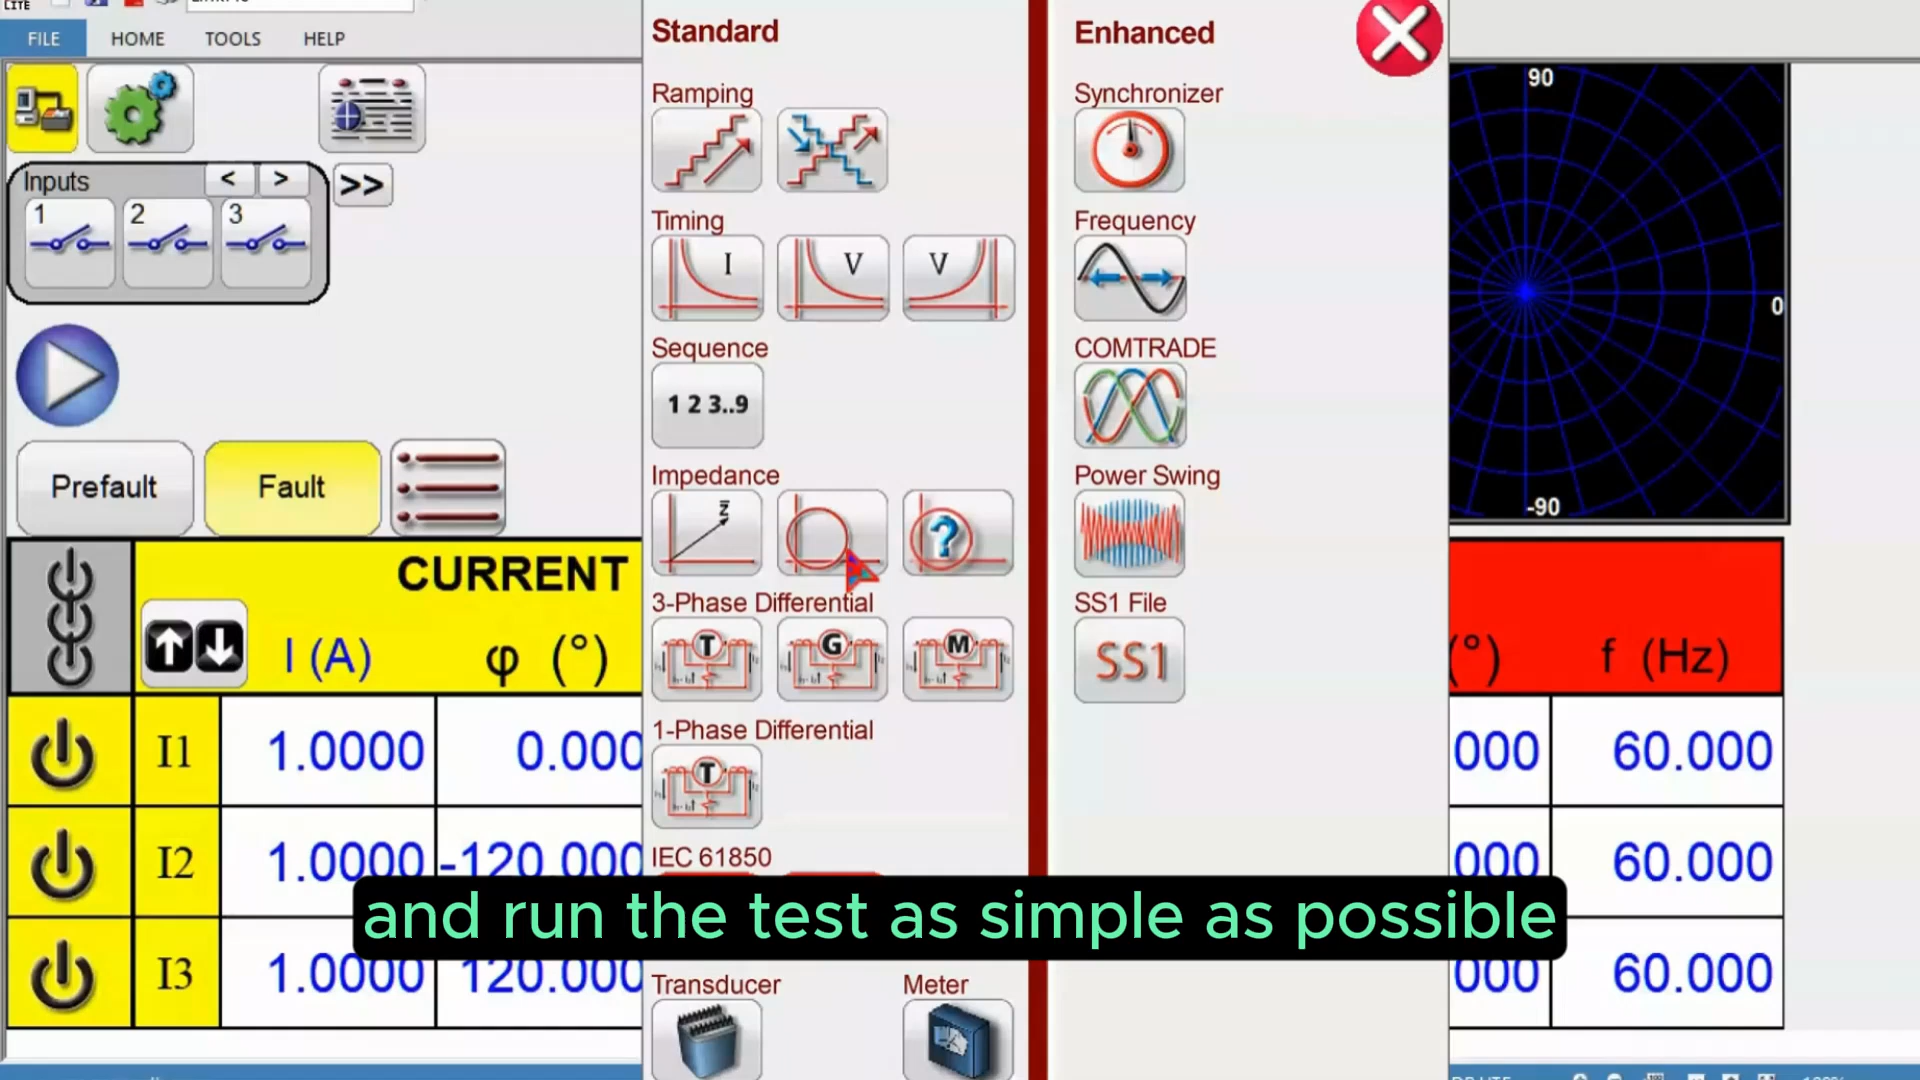 LITE
FILE HOME TOOLS HELP
Inputs < > >>
1 2 3
Prefault Fault
CURRENT
I (A) φ (°)
I1 1.0000 0.000
I2 1.0000 -120.000
I3 1.0000 120.000
Standard
Ramping
Timing
I V V
Sequence
1 2 3..9
Impedance
Z ?
3-Phase Differential
T G M
1-Phase Differential
T
IEC 61850
Transducer Meter
Enhanced
Synchronizer
Frequency
COMTRADE
Power Swing
SS1 File
SS1
90
0
-90
(°) f (Hz)
000 60.000
000 60.000
000 60.000
and run the test as simple as possible